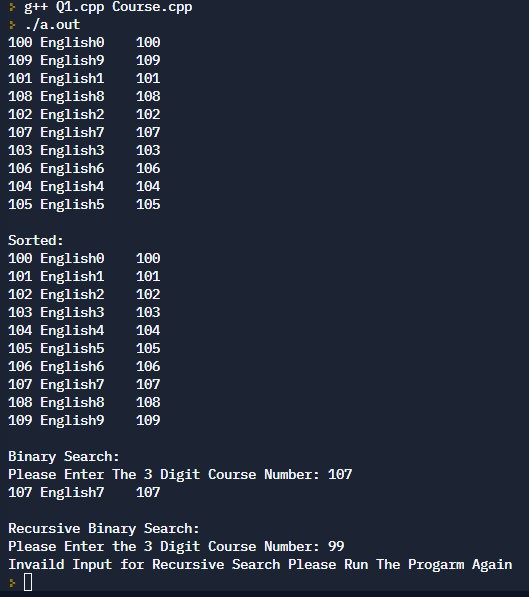 > g++ Q1.cpp Course.cpp
> ./a.out
100 English0    100
109 English9    109
101 English1    101
108 English8    108
102 English2    102
107 English7    107
103 English3    103
106 English6    106
104 English4    104
105 English5    105

Sorted:
100 English0    100
101 English1    101
102 English2    102
103 English3    103
104 English4    104
105 English5    105
106 English6    106
107 English7    107
108 English8    108
109 English9    109

Binary Search:
Please Enter The 3 Digit Course Number: 107
107 English7    107

Recursive Binary Search:
Please Enter the 3 Digit Course Number: 99
Invaild Input for Recursive Search Please Run The Progarm Again
>